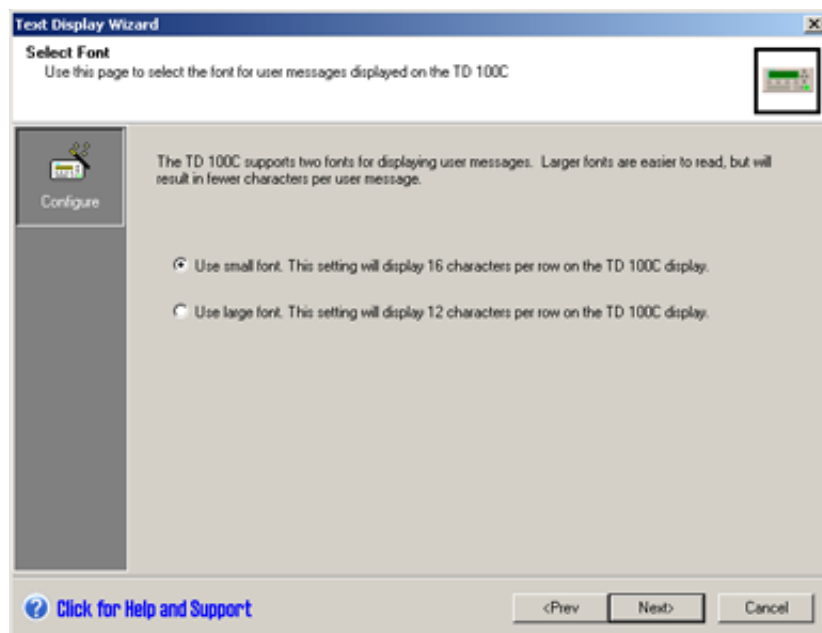 Text Display Wizard
Select Font
Use this page to select the font for user messages displayed on the TD 100C
Configure
The TD 100C supports two fonts for displaying user messages. Larger fonts are easier to read, but will
result in fewer characters per user message.
Use small font. This setting will display 16 characters per row on the TD 100C display.
Use large font. This setting will display 12 characters per row on the TD 100C display.
Click for Help and Support
<Prev
Next>
Cancel